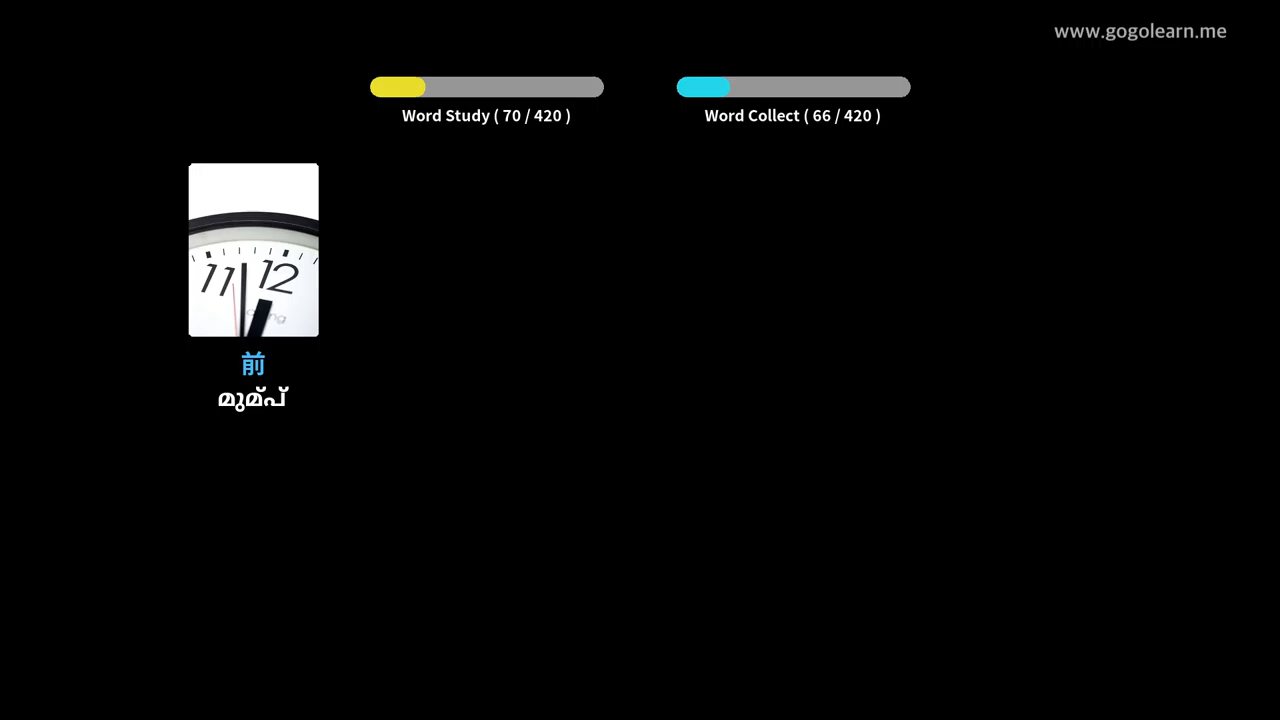 www.gogolearn.me
Word Study ( 70 / 420 )
Word Collect ( 66 / 420 )
11 12
前
മുമ്പ്